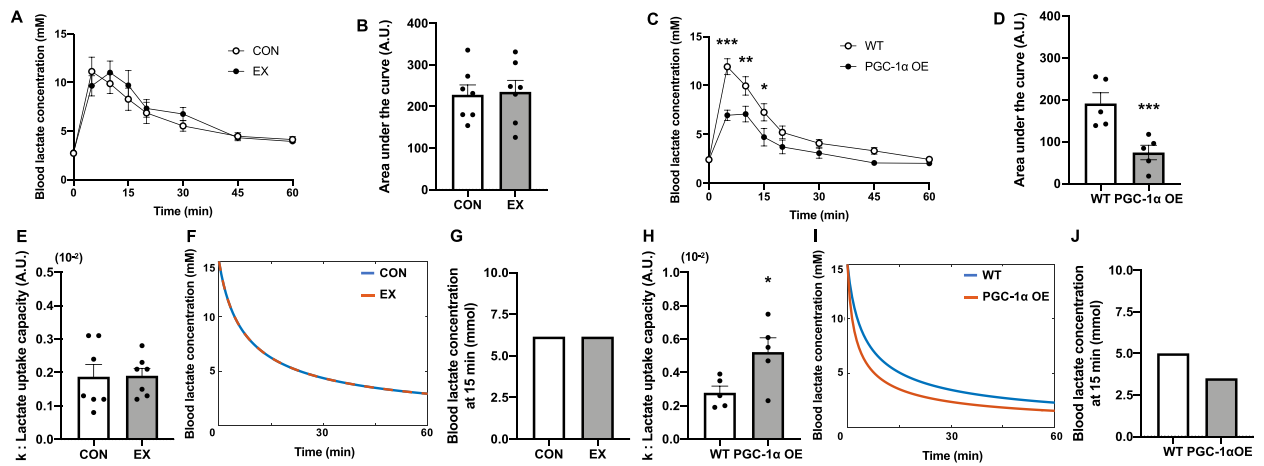 A
Blood lactate concentration (mM)
15
10
5
0
0
15
30
45
60
Time (min)
CON
EX
B
Area under the curve (A.U.)
400
300
200
100
0
CON
EX
C
Blood lactate concentration (mM)
15
10
5
0
0
15
30
45
60
Time (min)
***
**
*
WT
PGC-1α OE
D
Area under the curve (A.U.)
400
300
200
100
0
***
WT PGC-1α OE
E
(10-2)
k : Lactate uptake capacity (A.U.)
0.5
0.4
0.3
0.2
0.1
0.0
CON
EX
F
Blood lactate concentration (mM)
15
10
5
0
30
60
Time (min)
CON
EX
G
Blood lactate concentration
at 15 min (mmol)
10.0
7.5
5.0
2.5
0.0
CON
EX
H
(10-2)
k : Lactate uptake capacity (A.U.)
1.0
0.8
0.6
0.4
0.2
0.0
*
WT PGC-1α OE
I
Blood lactate concentration (mM)
15
10
5
0
30
60
Time (min)
WT
PGC-1α OE
J
Blood lactate concentration
at 15 min (mmol)
10.0
7.5
5.0
2.5
0.0
WT PGC-1αOE